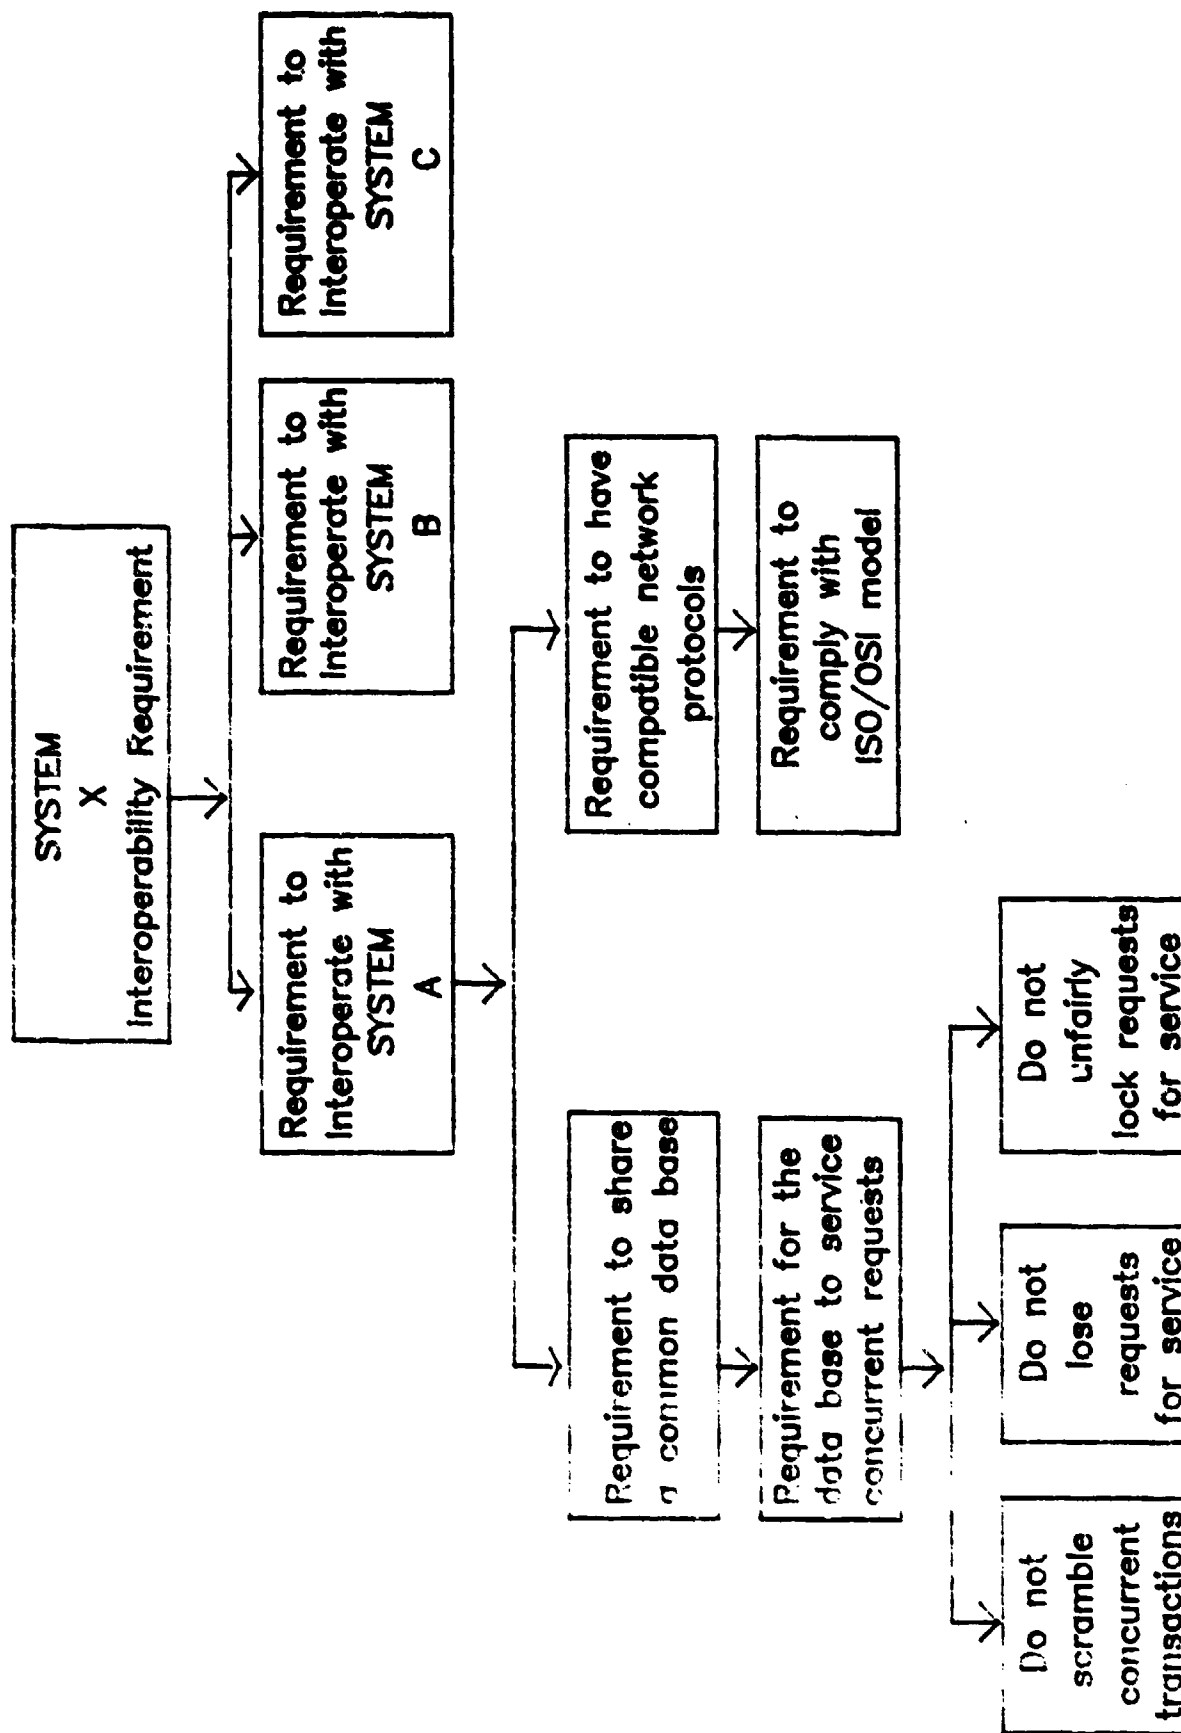 SYSTEM
X
Interoperability Requirement
Requirement to
Interoperate with
SYSTEM
A
Requirement to
Interoperate with
SYSTEM
B
Requirement to
Interoperate with
SYSTEM
C
Requirement to share
a common data base
Requirement to have
compatible network
protocols
Requirement for the
data base to service
concurrent requests
Requirement to
comply with
ISO/OSI model
Do not
scramble
concurrent
transactions
Do not
lose
requests
for service
Do not
unfairly
lock requests
for service